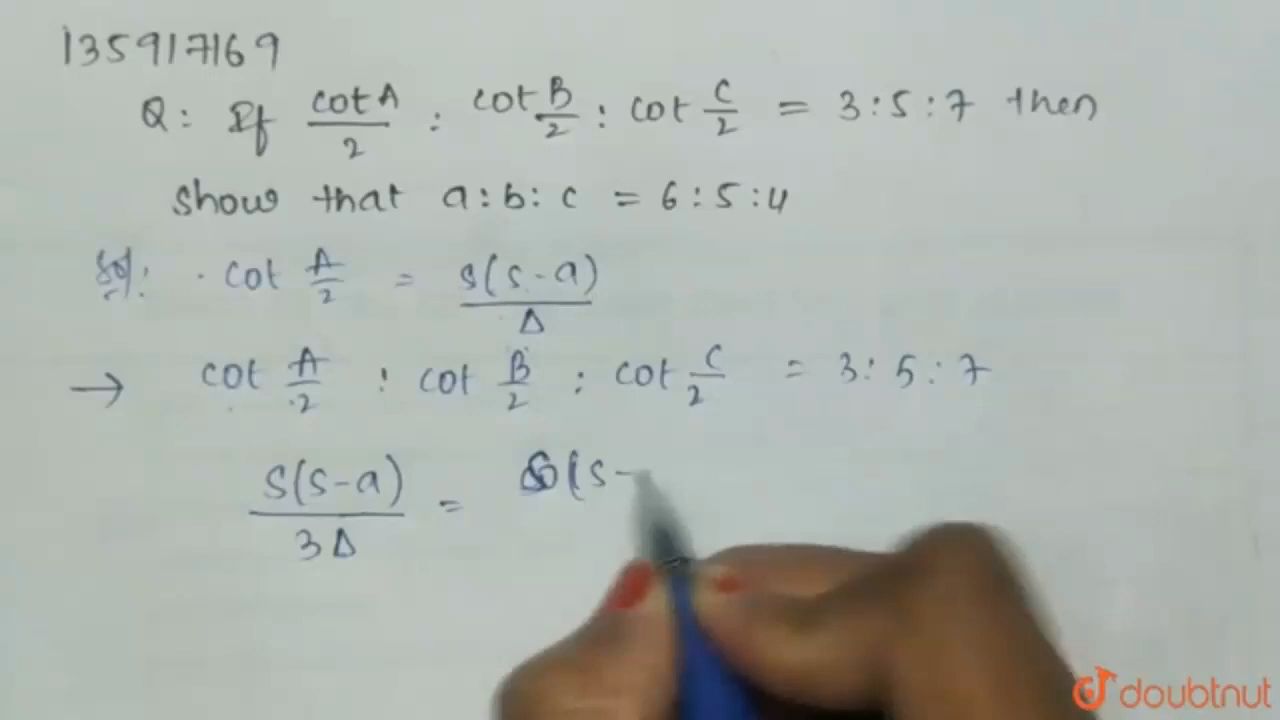 135917169
Q: If cot A/2 : cot B/2 : cot C/2 = 3:5:7 then
show that a:b:c = 6:5:4
Sol: cot A/2 = s(s-a)/Δ
→ cot A/2 : cot B/2 : cot C/2 = 3:5:7
s(s-a)/3Δ = s(s-
doubtnut